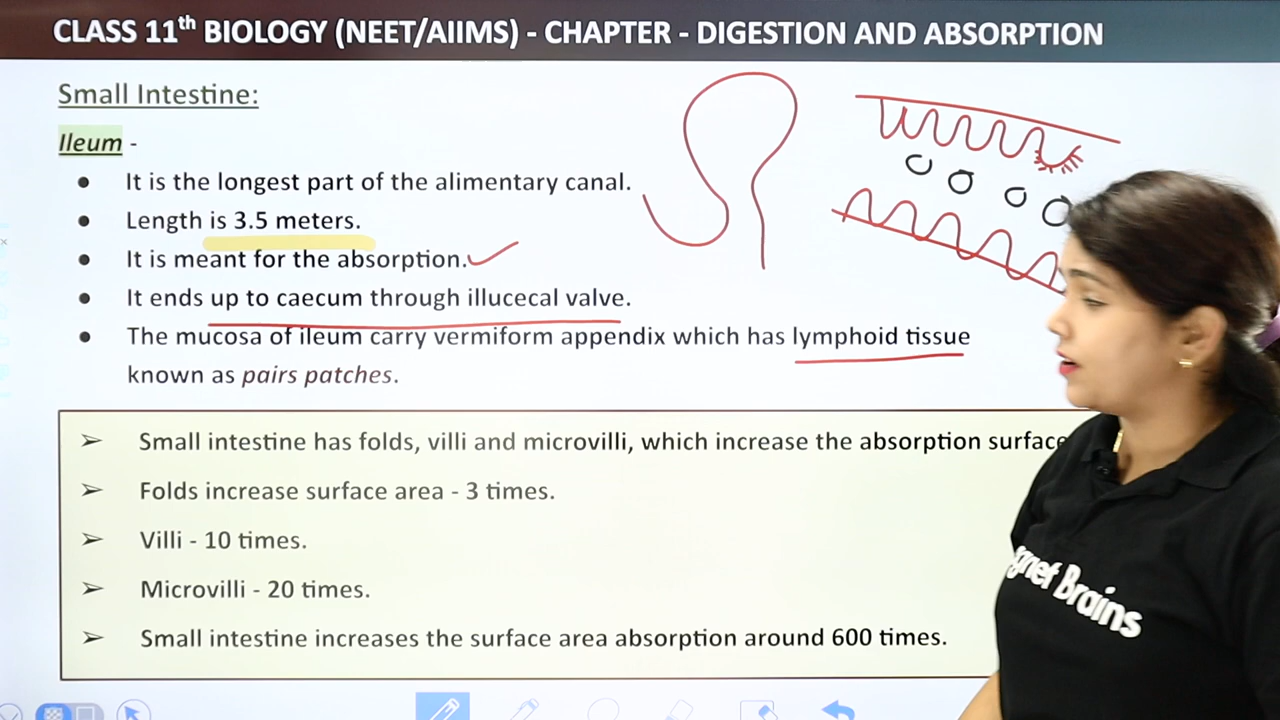 CLASS 11th BIOLOGY (NEET/AIIMS) - CHAPTER - DIGESTION AND ABSORPTION
Small Intestine:
Ileum -
● It is the longest part of the alimentary canal.
● Length is 3.5 meters.
● It is meant for the absorption.
● It ends up to caecum through illucecal valve.
● The mucosa of ileum carry vermiform appendix which has lymphoid tissue
known as pairs patches.
➢ Small intestine has folds, villi and microvilli, which increase the absorption surface
➢ Folds increase surface area - 3 times.
➢ Villi - 10 times.
➢ Microvilli - 20 times.
➢ Small intestine increases the surface area absorption around 600 times.
gnet Brains